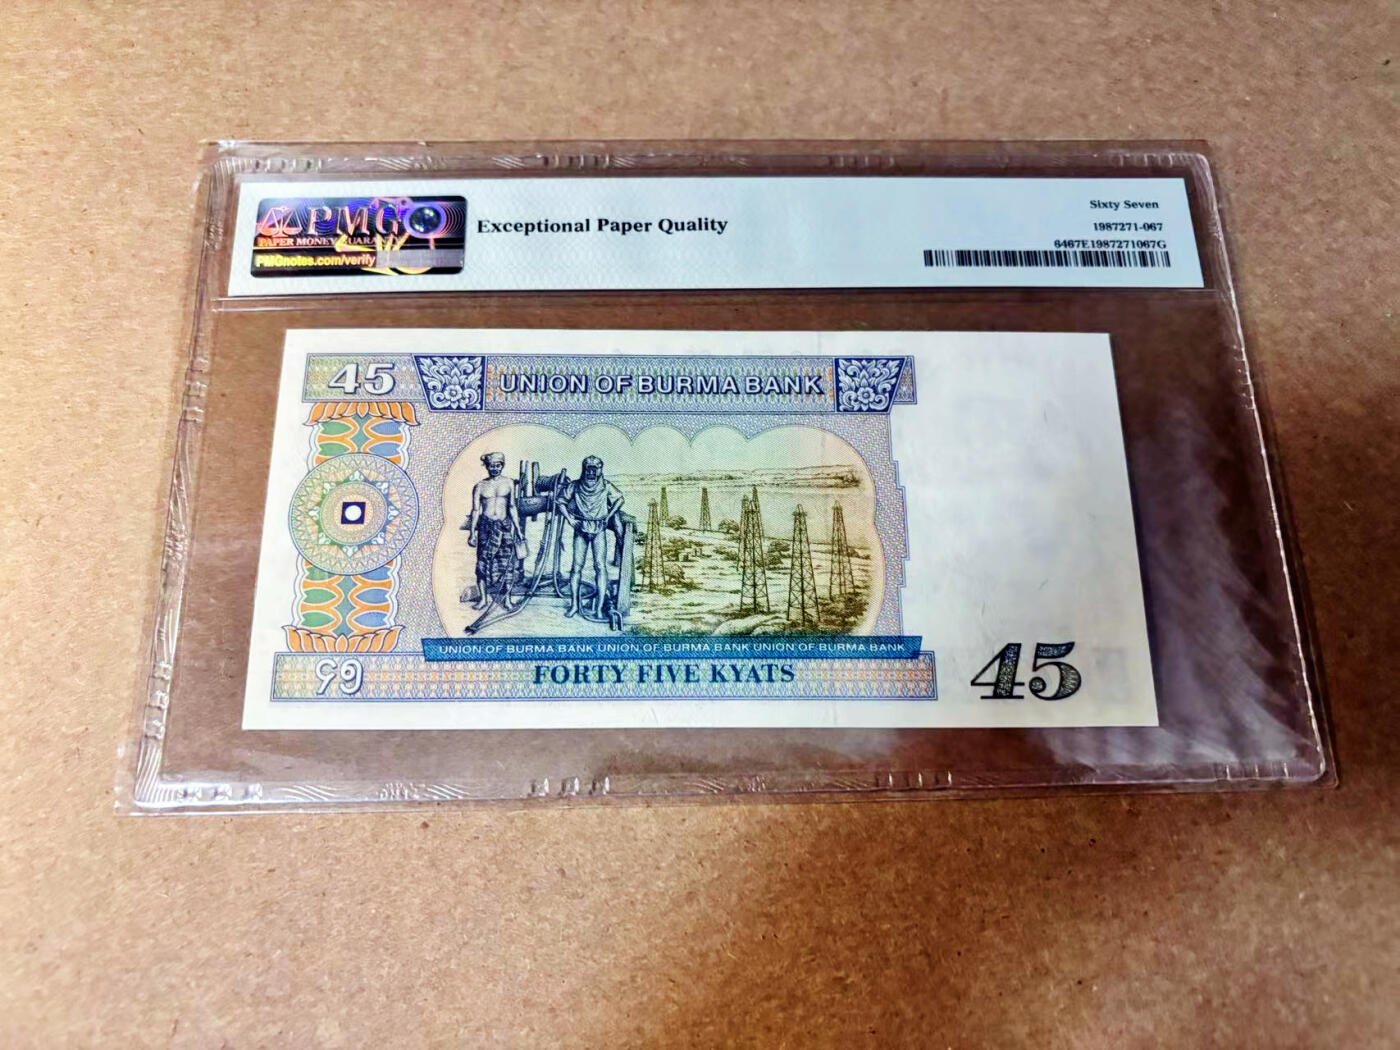 PMG
PAPER MONEY GUARANTY
PMGnotes.com/verify
Exceptional Paper Quality
Sixty Seven
1987271-067
6467E1987271067G
45
UNION OF BURMA BANK
UNION OF BURMA BANK UNION OF BURMA BANK UNION OF BURMA BANK
၄၅
FORTY FIVE KYATS
45